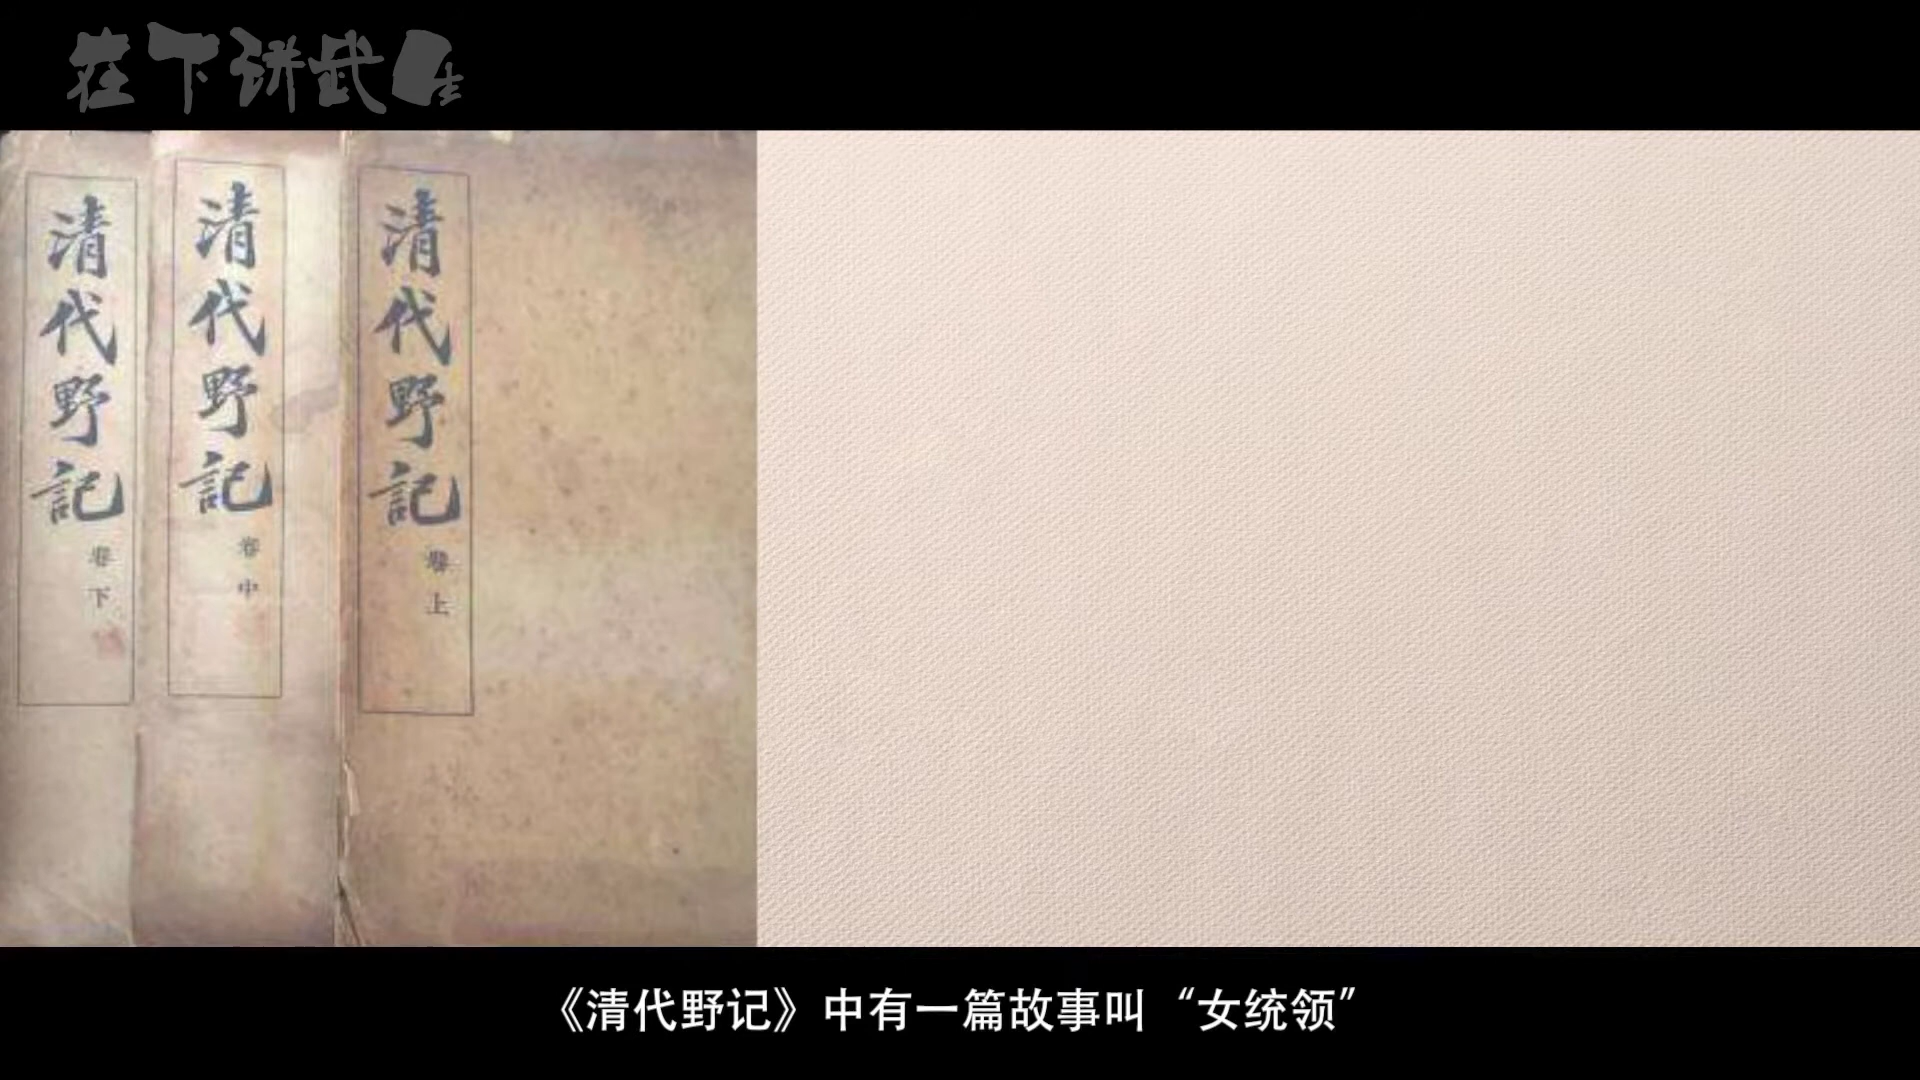 在下讲武
清代野記
卷下
清代野記
卷中
清代野記
卷上
《清代野记》中有一篇故事叫“女统领”